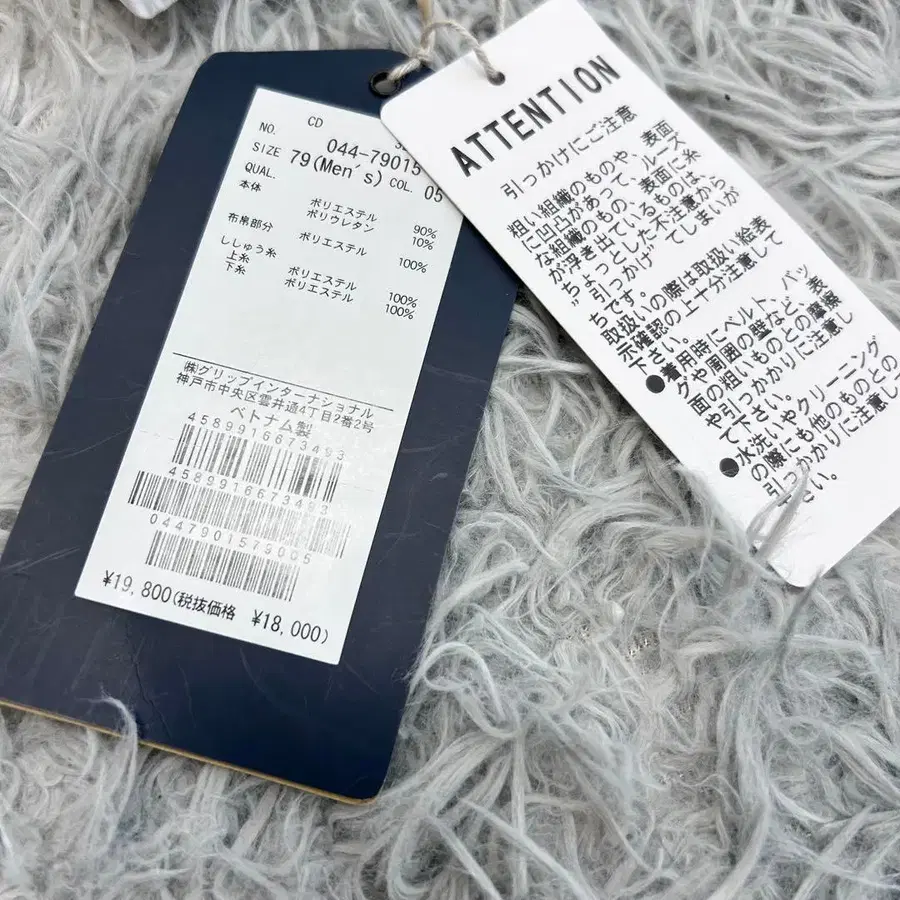 CD
NO. 044-79015
SIZE 79(Men's) COL. 05
QUAL.
本体 ポリエステル 90%
ポリウレタン 10%
布帛部分 ポリエステル 100%
ししゅう糸
上糸 ポリエステル 100%
下糸 ポリエステル 100%
㈱グリップインターナショナル
神戸市中央区雲井通4丁目2番2号
ベトナム製
4589916673493
4589916673493
0447901579005
¥19,800(税抜価格 ¥18,000)
ATTENTION
引っかけにご注意
粗い組織のものや、表面
に凹凸があって、ルーズ
な組織のもの、表面に糸
が浮き出ているものは、
ちょっとした不注意から
"引っかけ"てしまいが
ちです。
取扱いの際は取扱い絵表
示確認の上十分注意して
下さい。
●着用時にベルト、バッ
グや周囲の壁など、表
面の粗いものとの摩擦
や引っかかりに注意し
て下さい。
●水洗いやクリーニング
の際にも他のものとの
引っかかりに注意し
さい。